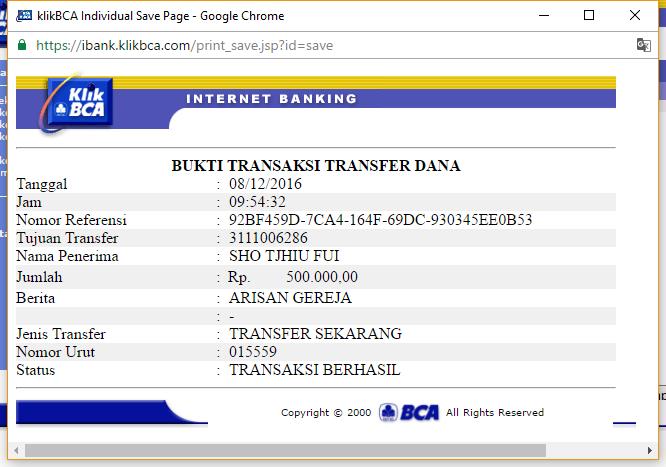 klikBCA Individual Save Page - Google Chrome
https://ibank.klikbca.com/print_save.jsp?id=save
Klik BCA
INTERNET BANKING
BUKTI TRANSAKSI TRANSFER DANA
Tanggal : 08/12/2016
Jam : 09:54:32
Nomor Referensi : 92BF459D-7CA4-164F-69DC-930345EE0B53
Tujuan Transfer : 3111006286
Nama Penerima : SHO TJHIU FUI
Jumlah : Rp. 500.000,00
Berita : ARISAN GEREJA
: -
Jenis Transfer : TRANSFER SEKARANG
Nomor Urut : 015559
Status : TRANSAKSI BERHASIL
Copyright © 2000 BCA All Rights Reserved